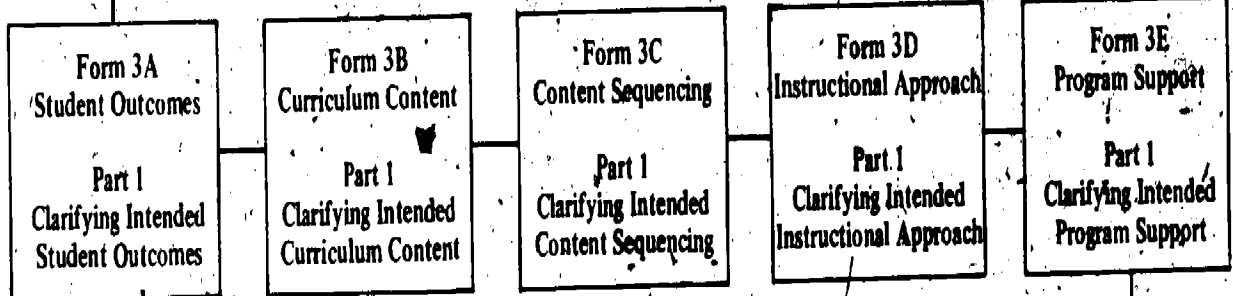 Form 3A
Student Outcomes
Part 1
Clarifying Intended
Student Outcomes
Form 3B
Curriculum Content
Part 1
Clarifying Intended
Curriculum Content
Form 3C
Content Sequencing
Part 1
Clarifying Intended
Content Sequencing
Form 3D
Instructional Approach
Part 1
Clarifying Intended
Instructional Approach
Form 3E
Program Support
Part 1
Clarifying Intended
Program Support